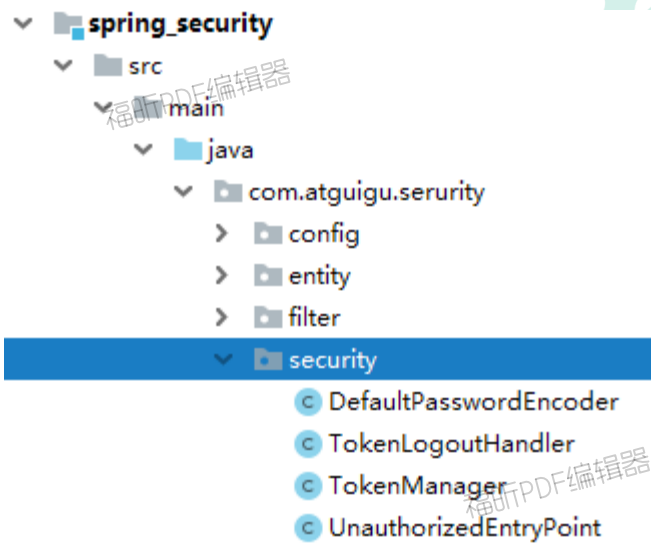 spring_security
src
福昕PDF编辑器
main
java
com.atguigu.serurity
config
entity
filter
security
C DefaultPasswordEncoder
C TokenLogoutHandler
C TokenManager
福昕PDF编辑器
C UnauthorizedEntryPoint